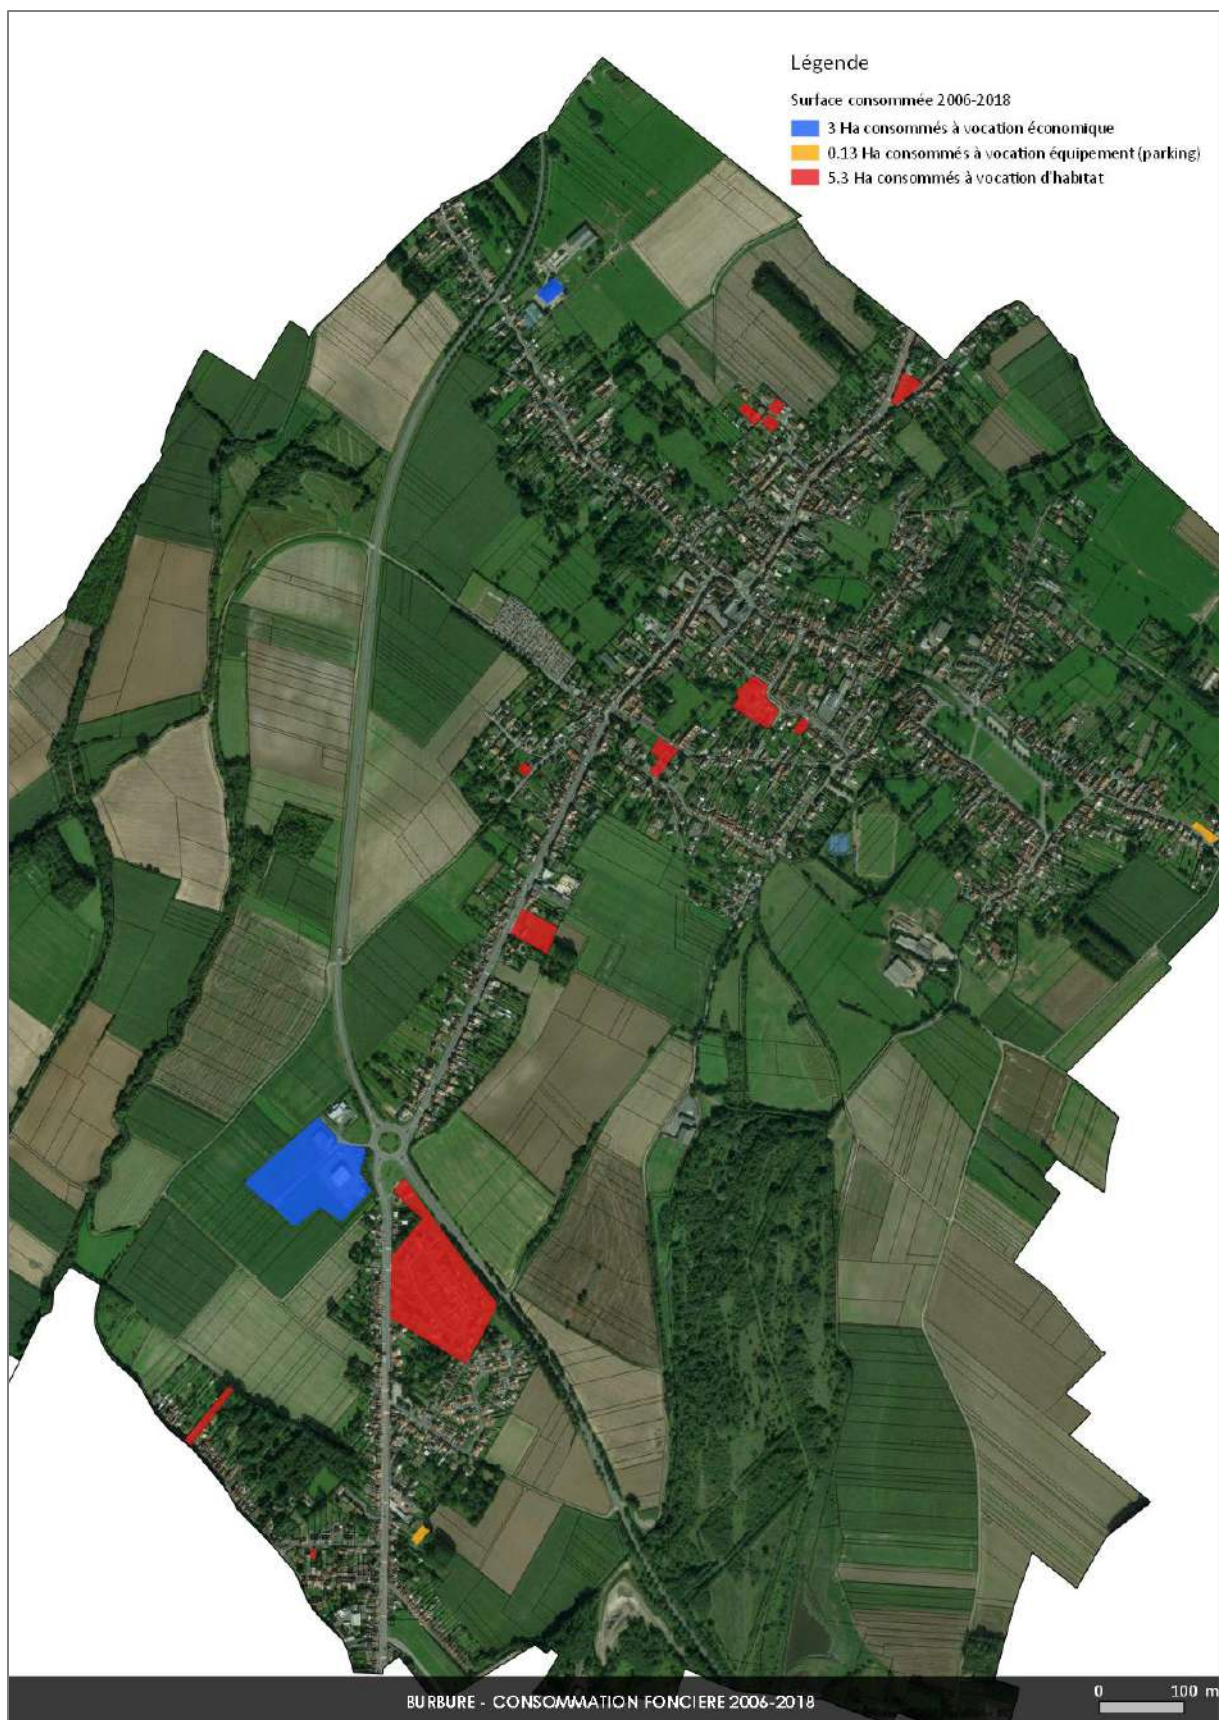 Légende
Surface consommée 2006-2018
3 Ha consommés à vocation économique
0.13 Ha consommés à vocation équipement (parking)
5.3 Ha consommés à vocation d'habitat
BURBURE - CONSOMMATION FONCIERE 2006-2018
0 100 m